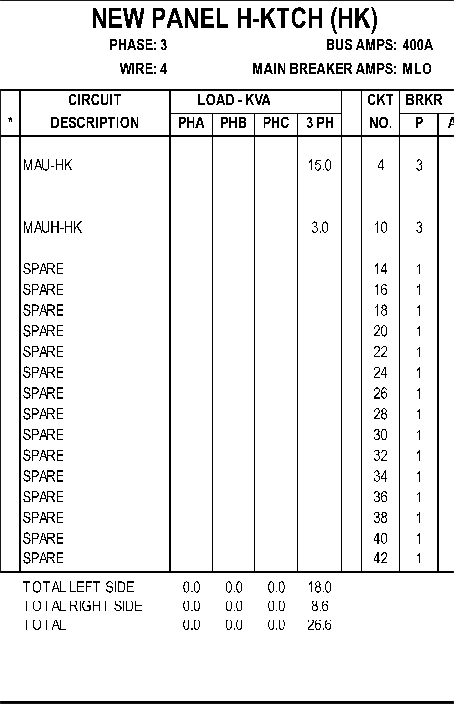 NEW PANEL H-KTCH (HK)
PHASE: 3 BUS AMPS: 400A
WIRE: 4 MAIN BREAKER AMPS: MLO
CIRCUIT LOAD - KVA CKT BRKR
* DESCRIPTION PHA PHB PHC 3 PH NO. P A
MAU-HK 15.0 4 3
MAUH-HK 3.0 10 3
SPARE 14 1
SPARE 16 1
SPARE 18 1
SPARE 20 1
SPARE 22 1
SPARE 24 1
SPARE 26 1
SPARE 28 1
SPARE 30 1
SPARE 32 1
SPARE 34 1
SPARE 36 1
SPARE 38 1
SPARE 40 1
SPARE 42 1
TOTAL LEFT SIDE 0.0 0.0 0.0 18.0
TOTAL RIGHT SIDE 0.0 0.0 0.0 8.6
TOTAL 0.0 0.0 0.0 26.6